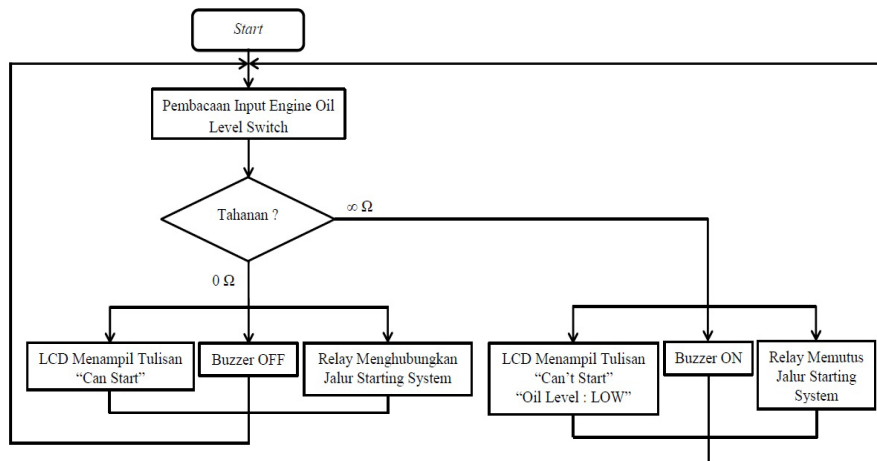 Start
Pembacaan Input Engine Oil
Level Switch
Tahanan ?
∞ Ω
0 Ω
LCD Menampil Tulisan
“Can Start”
Buzzer OFF
Relay Menghubungkan
Jalur Starting System
LCD Menampil Tulisan
“Can’t Start”
“Oil Level : LOW”
Buzzer ON
Relay Memutus
Jalur Starting
System